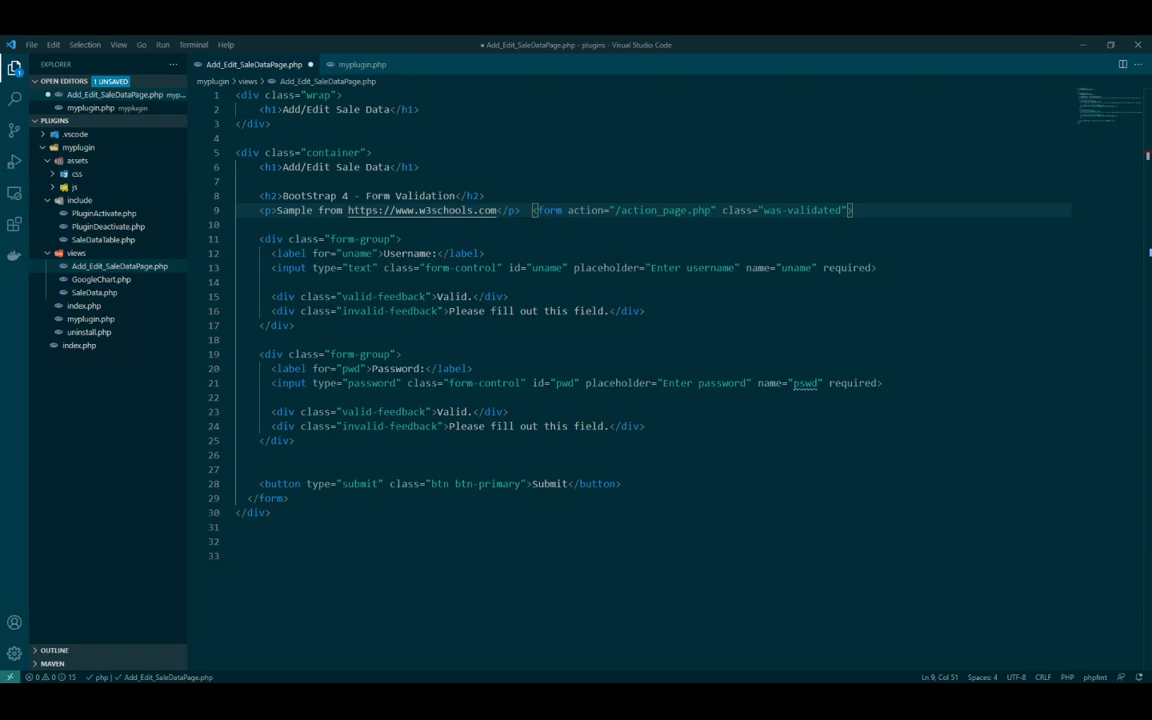 File Edit Selection View Go Run Terminal Help
● Add_Edit_SaleDataPage.php - plugins - Visual Studio Code
EXPLORER
OPEN EDITORS 1 UNSAVED
Add_Edit_SaleDataPage.php myp...
myplugin.php myplugin
PLUGINS
.vscode
myplugin
assets
css
js
include
PluginActivate.php
PluginDeactivate.php
SaleDataTable.php
views
Add_Edit_SaleDataPage.php
GoogleChart.php
SaleData.php
index.php
myplugin.php
uninstall.php
index.php
OUTLINE
MAVEN
Add_Edit_SaleDataPage.php ● myplugin.php
myplugin > views > Add_Edit_SaleDataPage.php
1 <div class="wrap">
2 <h1>Add/Edit Sale Data</h1>
3 </div>
4
5 <div class="container">
6 <h1>Add/Edit Sale Data</h1>
7
8 <h2>BootStrap 4 - Form Validation</h2>
9 <p>Sample from https://www.w3schools.com</p> <form action="/action_page.php" class="was-validated">
10
11 <div class="form-group">
12 <label for="uname">Username:</label>
13 <input type="text" class="form-control" id="uname" placeholder="Enter username" name="uname" required>
14
15 <div class="valid-feedback">Valid.</div>
16 <div class="invalid-feedback">Please fill out this field.</div>
17 </div>
18
19 <div class="form-group">
20 <label for="pwd">Password:</label>
21 <input type="password" class="form-control" id="pwd" placeholder="Enter password" name="pswd" required>
22
23 <div class="valid-feedback">Valid.</div>
24 <div class="invalid-feedback">Please fill out this field.</div>
25 </div>
26
27
28 <button type="submit" class="btn btn-primary">Submit</button>
29 </form>
30 </div>
31
32
33
0 0 15 php Add_Edit_SaleDataPage.php
Ln 9, Col 51 Spaces: 4 UTF-8 CRLF PHP phpfmt